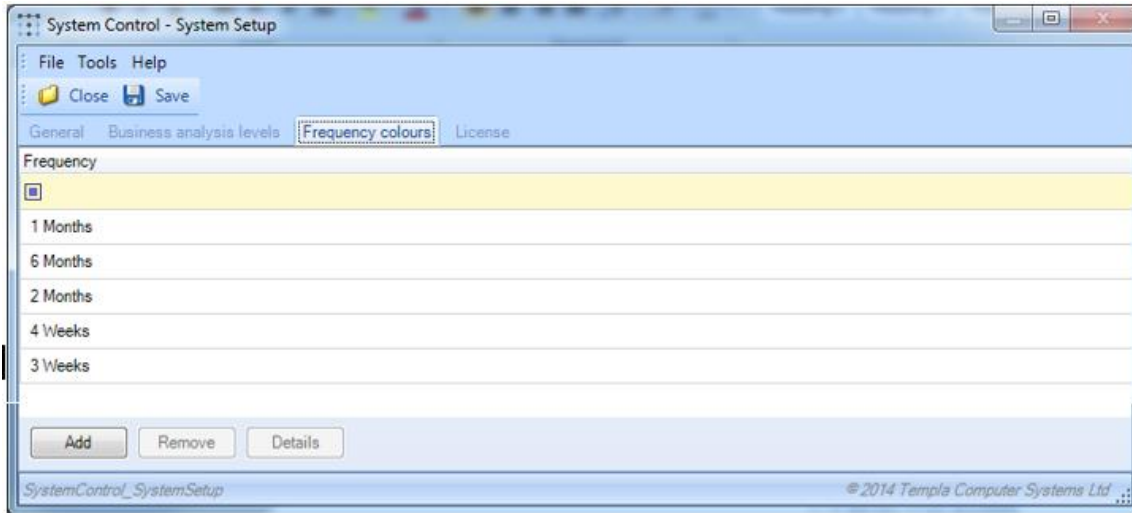 System Control - System Setup
File Tools Help
Close Save
General Business analysis levels Frequency colours License
Frequency
1 Months
6 Months
2 Months
4 Weeks
3 Weeks
Add Remove Details
SystemControl_SystemSetup © 2014 Templa Computer Systems Ltd